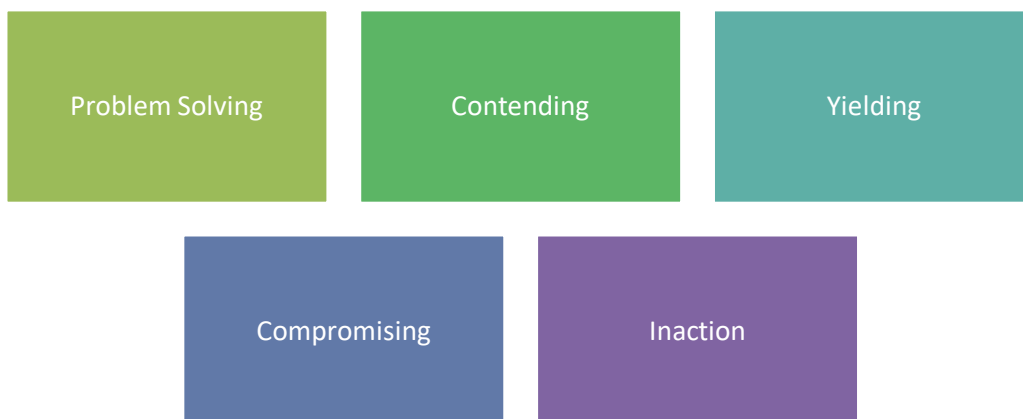 Problem Solving
Contending
Yielding
Compromising
Inaction